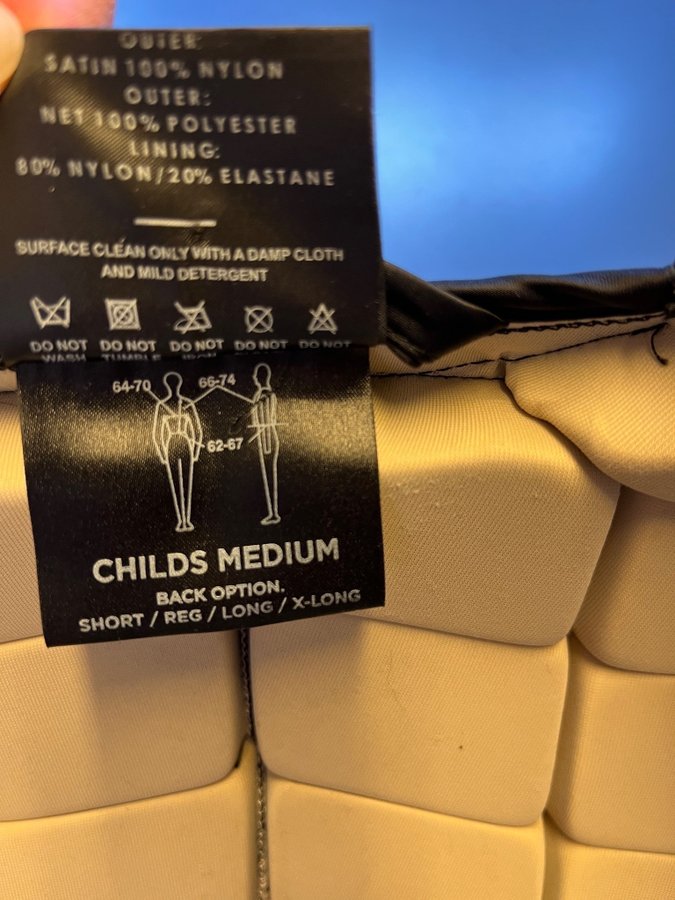 OUTER:
SATIN 100% NYLON
OUTER:
NET 100% POLYESTER
LINING:
80% NYLON/20% ELASTANE
SURFACE CLEAN ONLY WITH A DAMP CLOTH
AND MILD DETERGENT
DO NOT DO NOT DO NOT DO NOT DO NOT
WASH TUMBLE IRON
64-70 66-74
62-67
CHILDS MEDIUM
BACK OPTION.
SHORT / REG / LONG / X-LONG